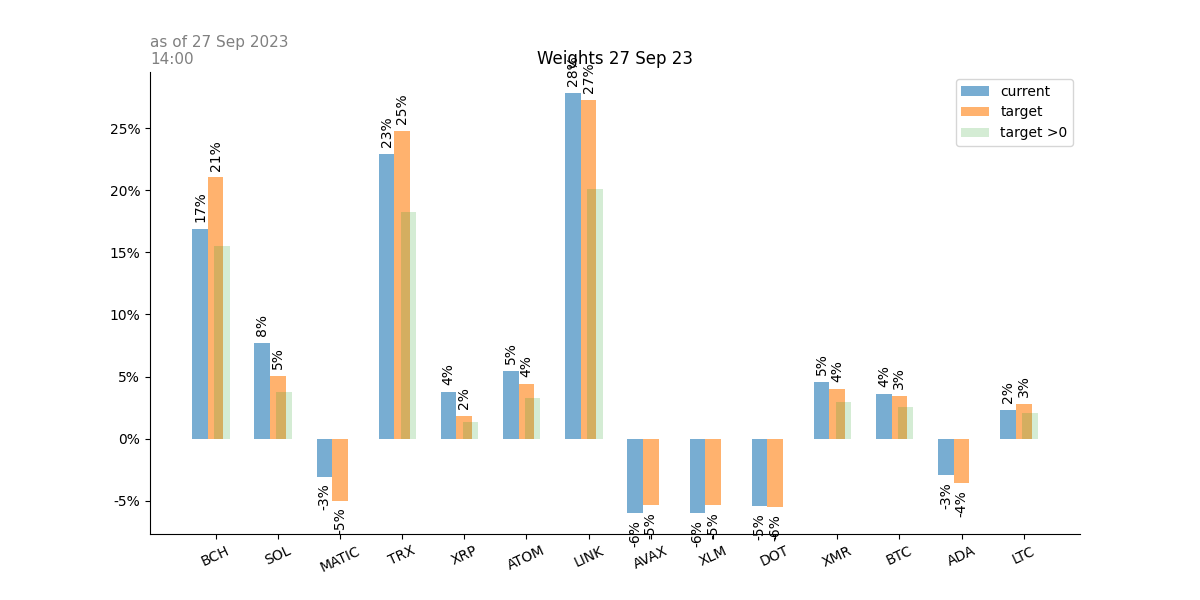 as of 27 Sep 2023
14:00
Weights 27 Sep 23
current
target
target >0
25%
20%
15%
10%
5%
0%
-5%
17%
21%
8%
5%
-3%
-5%
23%
25%
4%
2%
5%
4%
28%
27%
-6%
-5%
-6%
-5%
-5%
-6%
5%
4%
4%
3%
-3%
-4%
2%
3%
BCH
SOL
MATIC
TRX
XRP
ATOM
LINK
AVAX
XLM
DOT
XMR
BTC
ADA
LTC